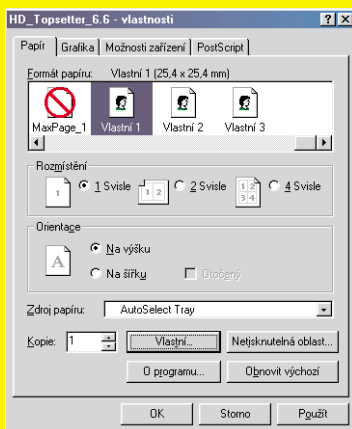 HD_Topsetter_6.6 - vlastnosti
Papír Grafika Možnosti zařízení PostScript
Formát papíru: Vlastní 1 (25,4 x 25,4 mm)
MaxPage_1 Vlastní 1 Vlastní 2 Vlastní 3
Rozmístění
1 1 Svisle 1 2 2 Svisle 1 2 3 4 4 Svisle
Orientace
A Na výšku
Na šířku Otočený
Zdroj papíru: AutoSelect Tray
Kopie: 1 Vlastní... Netisknutelná oblast...
O programu... Obnovit výchozí
OK Storno Použít